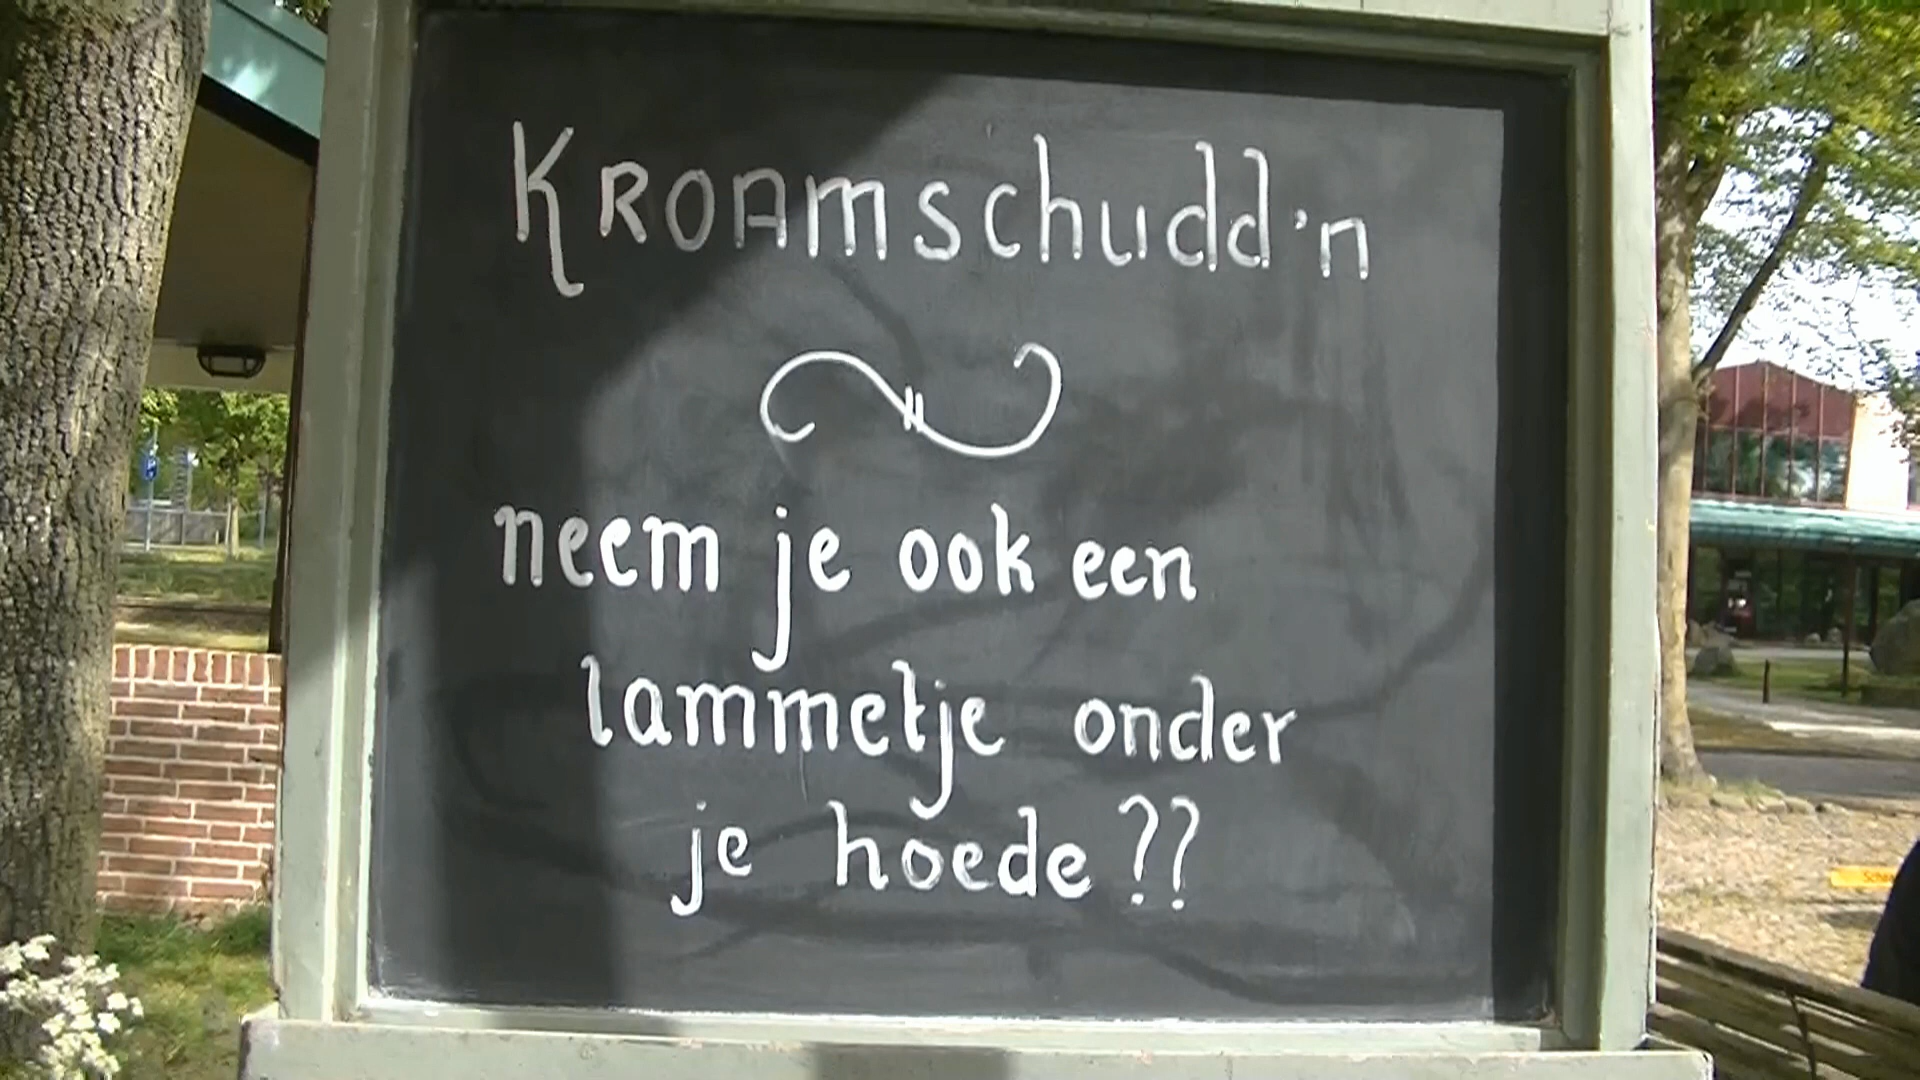 Kroamschudd'n
neem je ook een
lammetje onder
je hoede??